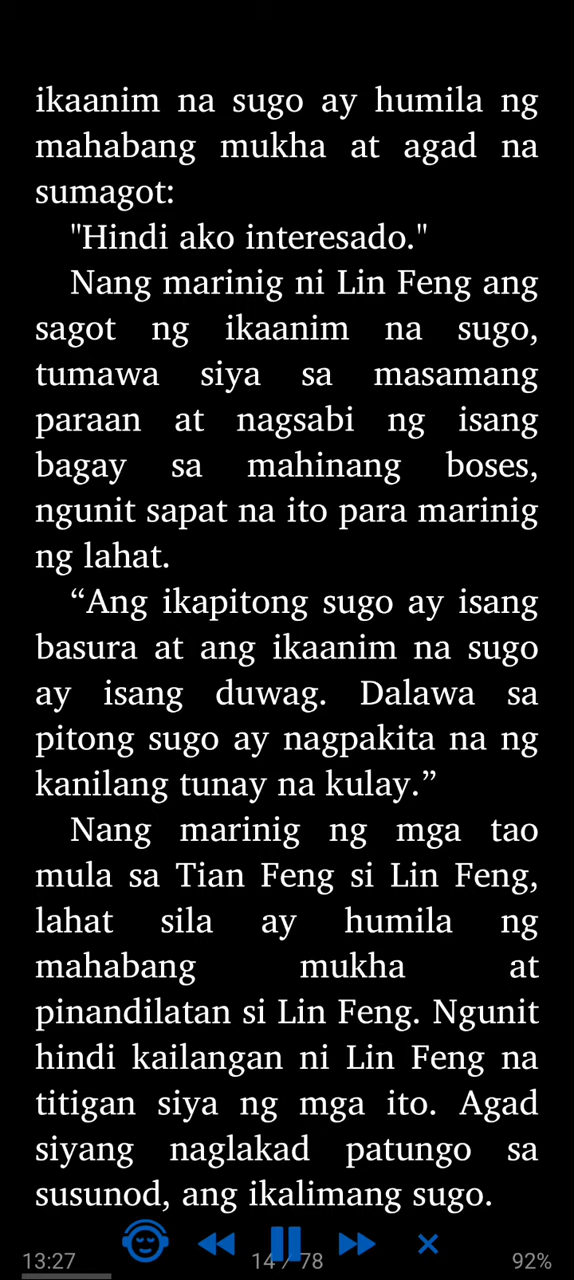 ikaanim na sugo ay humila ng
mahabang mukha at agad na
sumagot:
"Hindi ako interesado."
Nang marinig ni Lin Feng ang
sagot ng ikaanim na sugo,
tumawa siya sa masamang
paraan at nagsabi ng isang
bagay sa mahinang boses,
ngunit sapat na ito para marinig
ng lahat.
“Ang ikapitong sugo ay isang
basura at ang ikaanim na sugo
ay isang duwag. Dalawa sa
pitong sugo ay nagpakita na ng
kanilang tunay na kulay.”
Nang marinig ng mga tao
mula sa Tian Feng si Lin Feng,
lahat sila ay humila ng
mahabang mukha at
pinandilatan si Lin Feng. Ngunit
hindi kailangan ni Lin Feng na
titigan siya ng mga ito. Agad
siyang naglakad patungo sa
susunod, ang ikalimang sugo.
13:27 14 / 78 92%